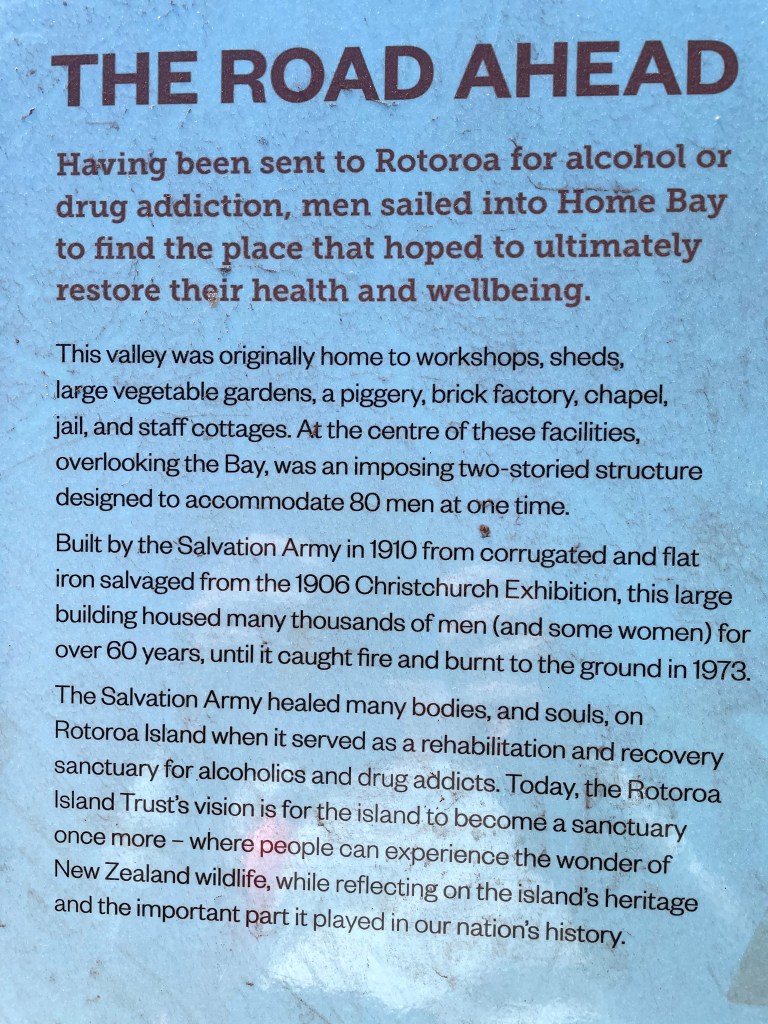 THE ROAD AHEAD
Having been sent to Rotoroa for alcohol or
drug addiction, men sailed into Home Bay
to find the place that hoped to ultimately
restore their health and wellbeing.
This valley was originally home to workshops, sheds,
large vegetable gardens, a piggery, brick factory, chapel,
jail, and staff cottages. At the centre of these facilities,
overlooking the Bay, was an imposing two-storied structure
designed to accommodate 80 men at one time.
Built by the Salvation Army in 1910 from corrugated and flat
iron salvaged from the 1906 Christchurch Exhibition, this large
building housed many thousands of men (and some women) for
over 60 years, until it caught fire and burnt to the ground in 1973.
The Salvation Army healed many bodies, and souls, on
Rotoroa Island when it served as a rehabilitation and recovery
sanctuary for alcoholics and drug addicts. Today, the Rotoroa
Island Trust's vision is for the island to become a sanctuary
once more – where people can experience the wonder of
New Zealand wildlife, while reflecting on the island's heritage
and the important part it played in our nation's history.